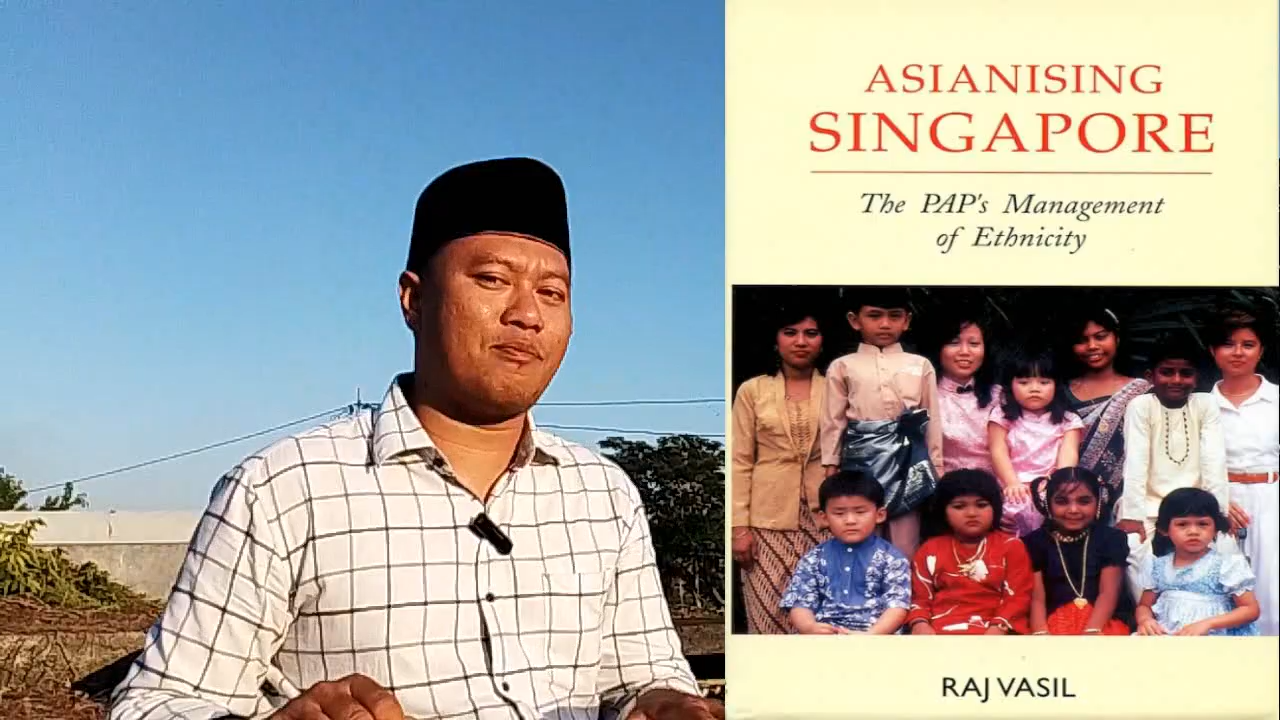 ASIANISING
SINGAPORE
The PAP's Management
of Ethnicity
RAJ VASIL